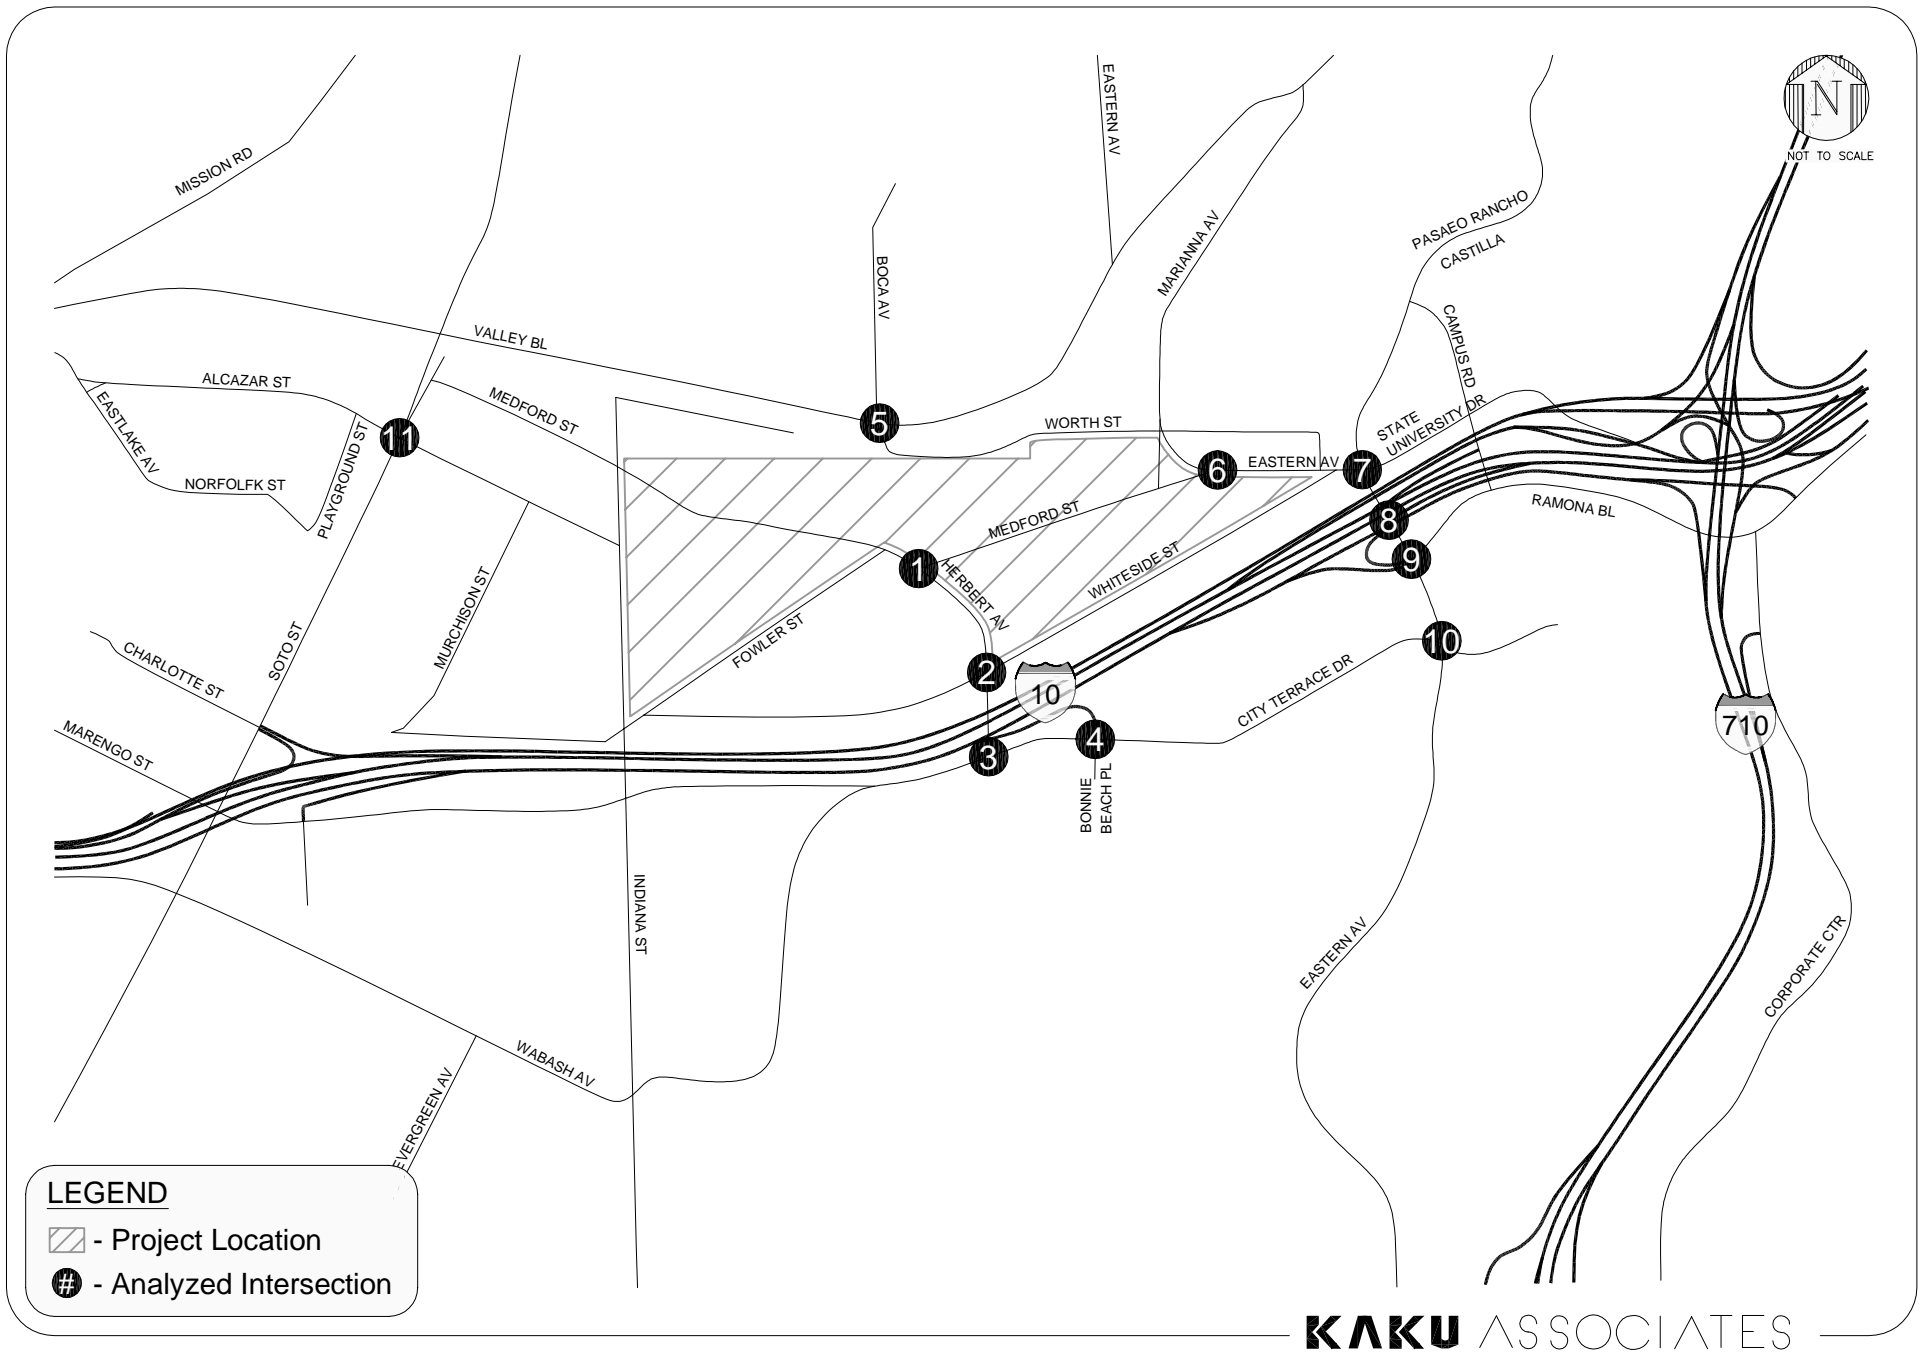 N
NOT TO SCALE
MISSION RD
EASTERN AV
MARIANNA AV
PASAEO RANCHO
CASTILLA
BOCA AV
CAMPUS RD
VALLEY BL
ALCAZAR ST
MEDFORD ST
EASTLAKE AV
NORFOLFK ST
PLAYGROUND ST
11
5
WORTH ST
STATE
UNIVERSITY DR
6
EASTERN AV
7
RAMONA BL
8
9
MEDFORD ST
1
HERBERT AV
WHITESIDE ST
FOWLER ST
MURCHISON ST
SOTO ST
CHARLOTTE ST
MARENGO ST
2
10
10
CITY TERRACE DR
3
4
BONNIE
BEACH PL
710
INDIANA ST
EASTERN AV
CORPORATE CTR
WABASH AV
EVERGREEN AV
LEGEND
- Project Location
# - Analyzed Intersection
KAKU ASSOCIATES